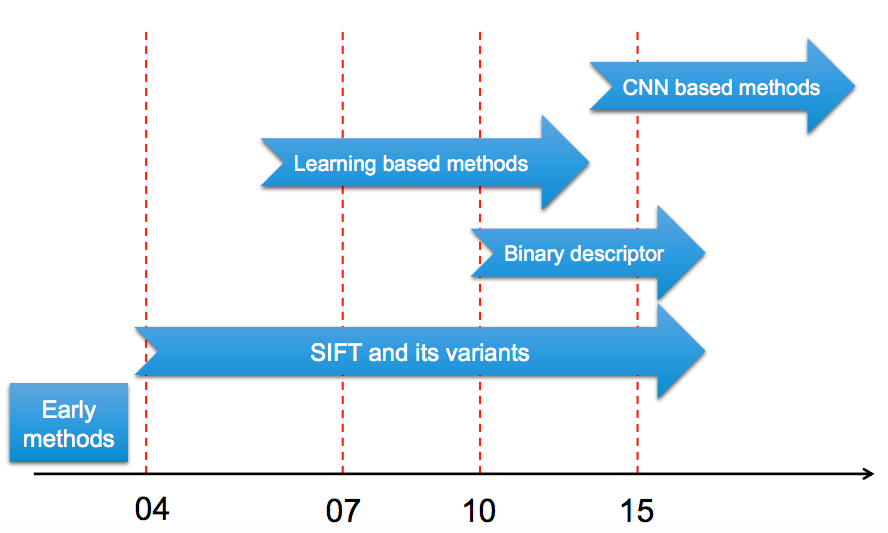 CNN based methods
Learning based methods
Binary descriptor
SIFT and its variants
Early
methods
04 07 10 15